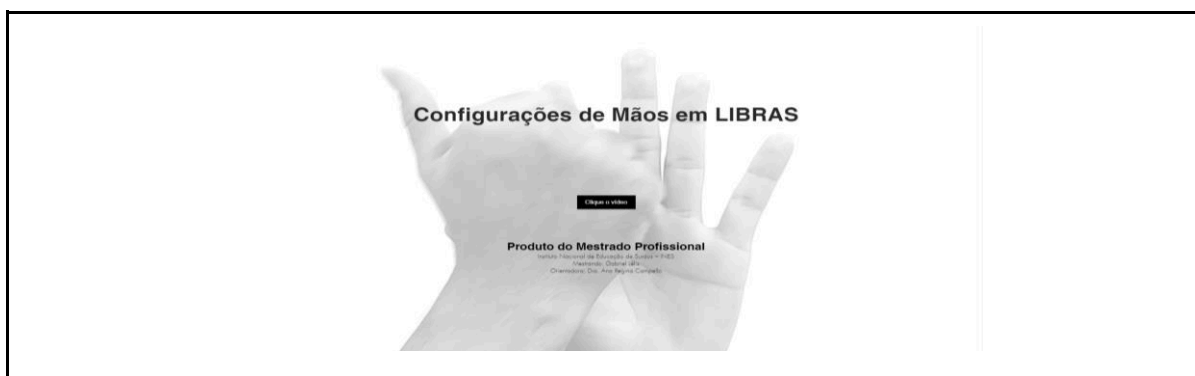 Configurações de Mãos em LIBRAS
Clique o vídeo
Produto do Mestrado Profissional
Instituto Nacional de Educação de Surdos – INES
Mestrando: Gabriel
Orientadora: Dra. Ana Regina Campello